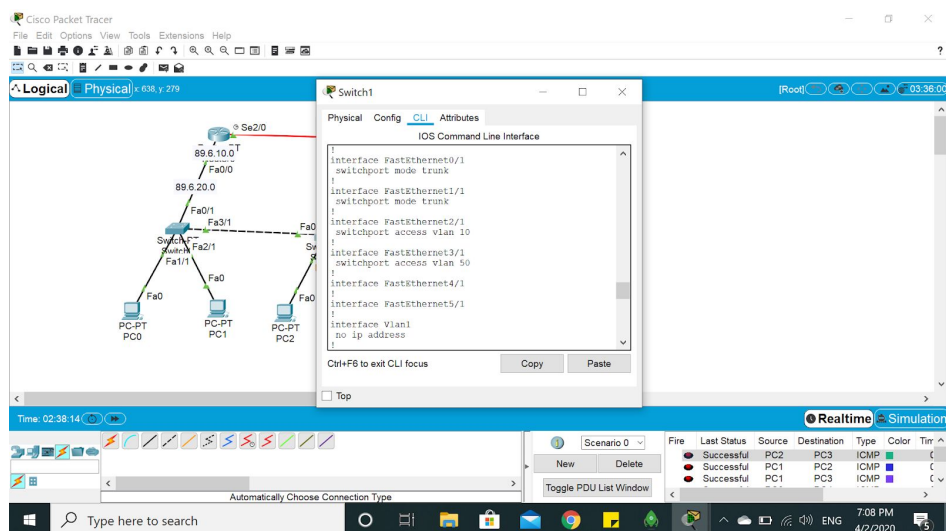 Cisco Packet Tracer
File Edit Options View Tools Extensions Help
?
Logical Physical x: 638, y: 279
[Root] 03:36:00
Switch1
Physical Config CLI Attributes
IOS Command Line Interface
!
interface FastEthernet0/1
switchport mode trunk
!
interface FastEthernet1/1
switchport mode trunk
!
interface FastEthernet2/1
switchport access vlan 10
!
interface FastEthernet3/1
switchport access vlan 50
!
interface FastEthernet4/1
!
interface FastEthernet5/1
!
interface Vlan1
no ip address
!
Ctrl+F6 to exit CLI focus
Copy Paste
Top
Se2/0
89.6.10.0
Fa0/0
89.6.20.0
Fa0/1
Fa3/1
Fa2/1
Fa1/1
Fa0
Fa0
Fa0
PC-PT
PC0
PC-PT
PC1
PC-PT
PC2
Time: 02:38:14
Realtime Simulation
Scenario 0
New Delete
Toggle PDU List Window
Fire Last Status Source Destination Type Color
Successful PC2 PC3 ICMP
Successful PC1 PC2 ICMP
Successful PC1 PC3 ICMP
Automatically Choose Connection Type
Type here to search
ENG
7:08 PM
4/2/2020
5